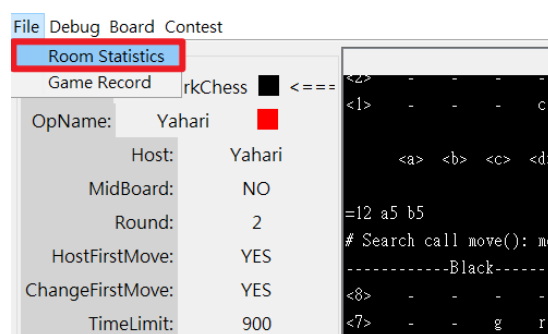 File Debug Board Contest
Room Statistics
Game Record
rkChess <===
OpName: Yahari
Host: Yahari
MidBoard: NO
Round: 2
HostFirstMove: YES
ChangeFirstMove: YES
TimeLimit: 900
<2> - - - -
<1> - - - c
<a> <b> <c> <d
=12 a5 b5
# Search call move(): m
------------Black------
<8> - - - -
<7> - - g r